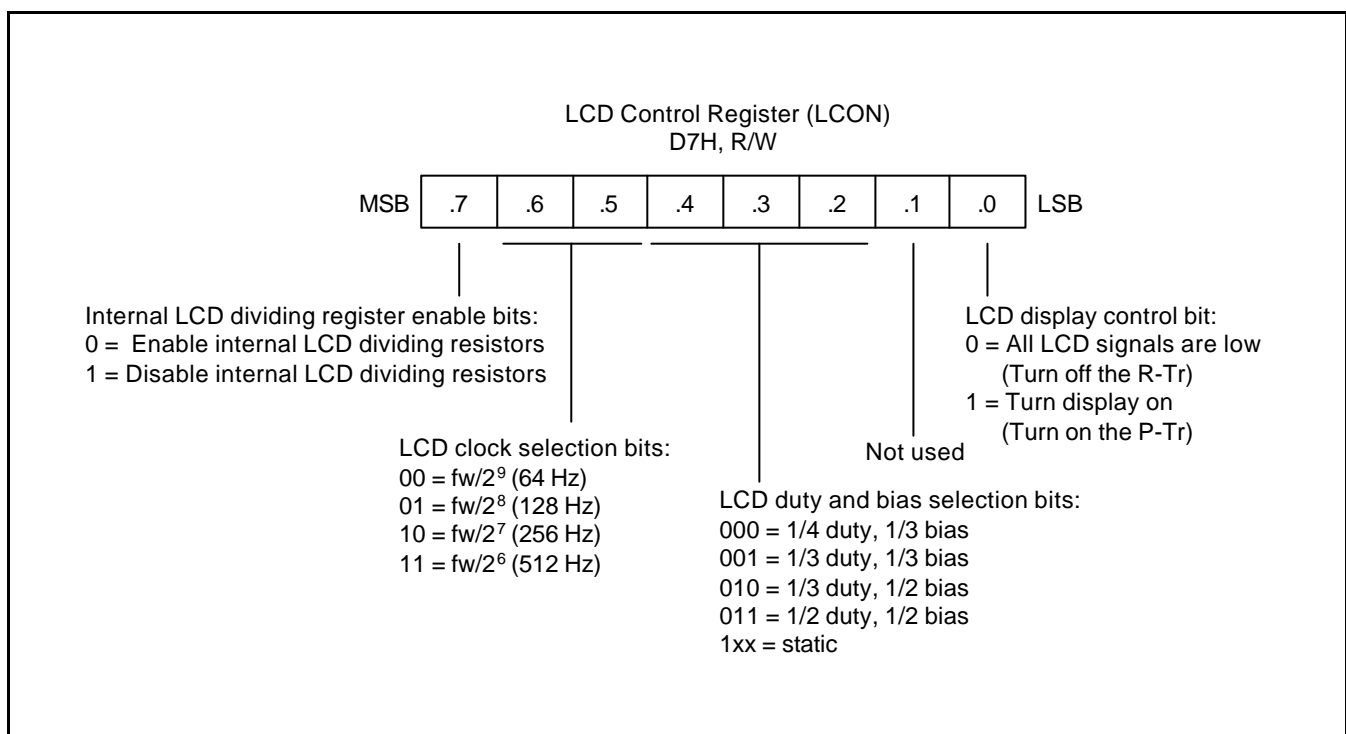 LCD Control Register (LCON)
D7H, R/W
MSB .7 .6 .5 .4 .3 .2 .1 .0 LSB
Internal LCD dividing register enable bits:
0 = Enable internal LCD dividing resistors
1 = Disable internal LCD dividing resistors
LCD clock selection bits:
00 = fw/2⁹ (64 Hz)
01 = fw/2⁸ (128 Hz)
10 = fw/2⁷ (256 Hz)
11 = fw/2⁶ (512 Hz)
LCD duty and bias selection bits:
000 = 1/4 duty, 1/3 bias
001 = 1/3 duty, 1/3 bias
010 = 1/3 duty, 1/2 bias
011 = 1/2 duty, 1/2 bias
1xx = static
Not used
LCD display control bit:
0 = All LCD signals are low
(Turn off the R-Tr)
1 = Turn display on
(Turn on the P-Tr)